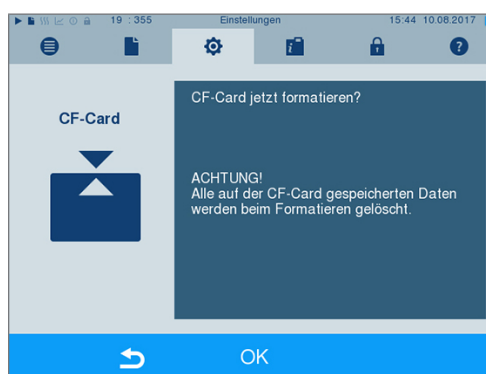 19 : 355 Einstellungen 15:44 10.08.2017
CF-Card
CF-Card jetzt formatieren?
ACHTUNG!
Alle auf der CF-Card gespeicherten Daten
werden beim Formatieren gelöscht.
OK